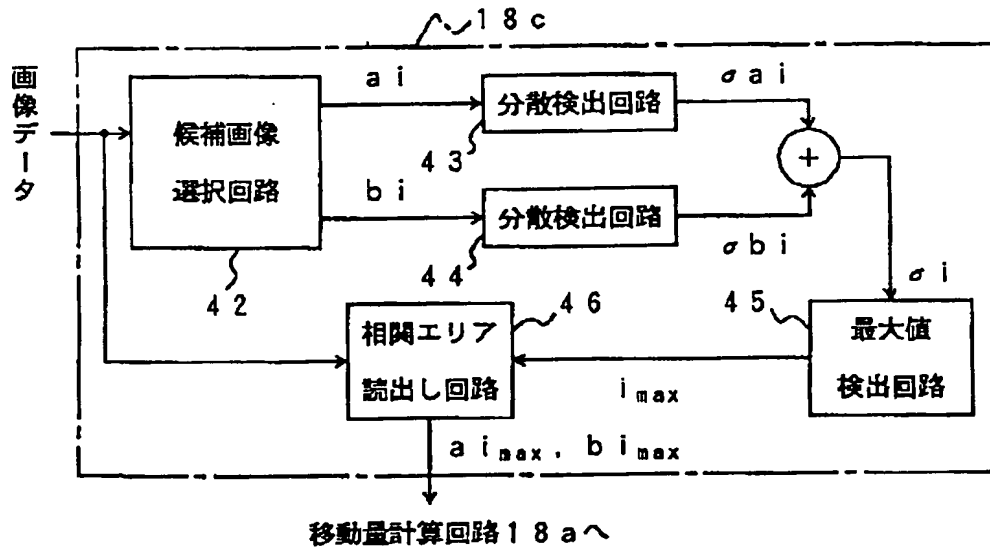 18c
画像データ
候補画像
選択回路
42
ai
分散検出回路
43
σai
bi
分散検出回路
44
σbi
+
σi
45
最大値
検出回路
imax
46
相関エリア
読出し回路
aimax, bimax
移動量計算回路18aへ